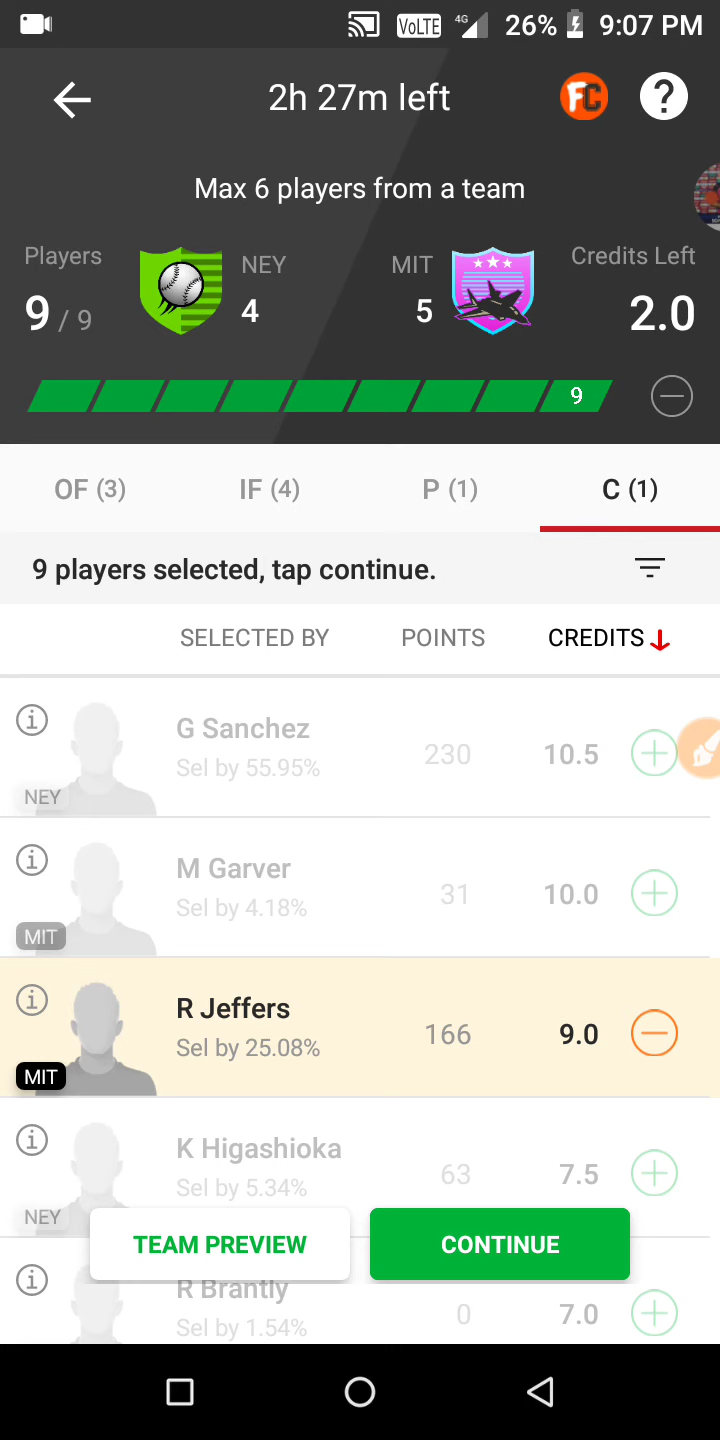 VoLTE 4G 26% 9:07 PM
2h 27m left FC ?
Max 6 players from a team
Players NEY MIT Credits Left
9 / 9 4 5 2.0
9
OF (3) IF (4) P (1) C (1)
9 players selected, tap continue.
SELECTED BY POINTS CREDITS
G Sanchez
Sel by 55.95% 230 10.5
NEY
M Garver
Sel by 4.18% 31 10.0
MIT
R Jeffers
Sel by 25.08% 166 9.0
MIT
K Higashioka
Sel by 5.34% 63 7.5
NEY
TEAM PREVIEW CONTINUE
R Brantly
Sel by 1.54% 0 7.0